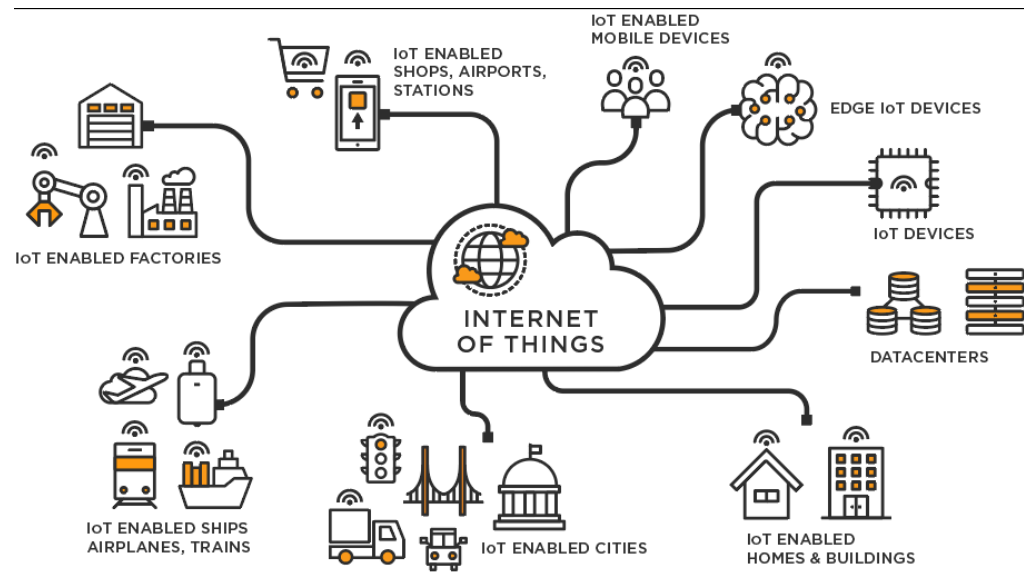 IoT ENABLED
MOBILE DEVICES
IoT ENABLED
SHOPS, AIRPORTS,
STATIONS
EDGE IoT DEVICES
IoT DEVICES
IoT ENABLED FACTORIES
INTERNET
OF THINGS
DATACENTERS
IoT ENABLED SHIPS
AIRPLANES, TRAINS
IoT ENABLED CITIES
IoT ENABLED
HOMES & BUILDINGS